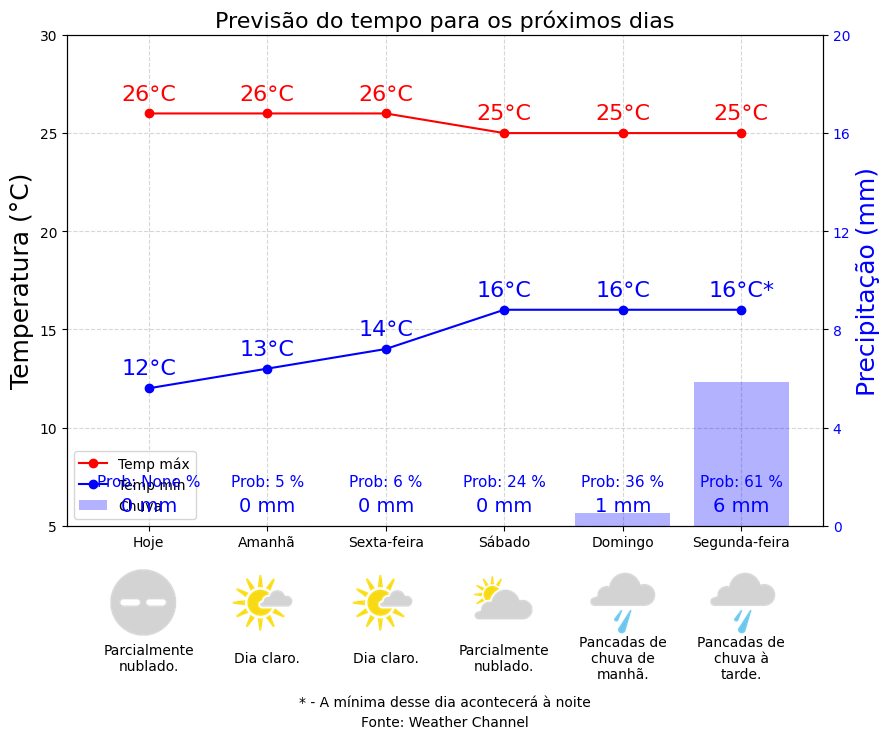 Previsão do tempo para os próximos dias
30
25
20
15
10
5
Temperatura (°C)
20
16
12
8
4
0
Precipitação (mm)
26°C 26°C 26°C 25°C 25°C 25°C
12°C 13°C 14°C 16°C 16°C 16°C*
Temp máx
Temp min
Chuva
Prob: None % Prob: 5 % Prob: 6 % Prob: 24 % Prob: 36 % Prob: 61 %
0 mm 0 mm 0 mm 0 mm 1 mm 6 mm
Hoje Amanhã Sexta-feira Sábado Domingo Segunda-feira
Parcialmente
nublado.
Dia claro.
Dia claro.
Parcialmente
nublado.
Pancadas de
chuva de
manhã.
Pancadas de
chuva à
tarde.
* - A mínima desse dia acontecerá à noite
Fonte: Weather Channel